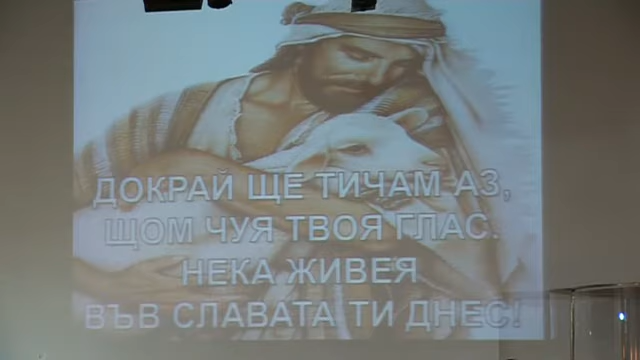 ДОКРАЙ ЩЕ ТИЧАМ АЗ,
ЩОМ ЧУЯ ТВОЯ ГЛАС.
НЕКА ЖИВЕЯ
ВЪВ СЛАВАТА ТИ ДНЕС!